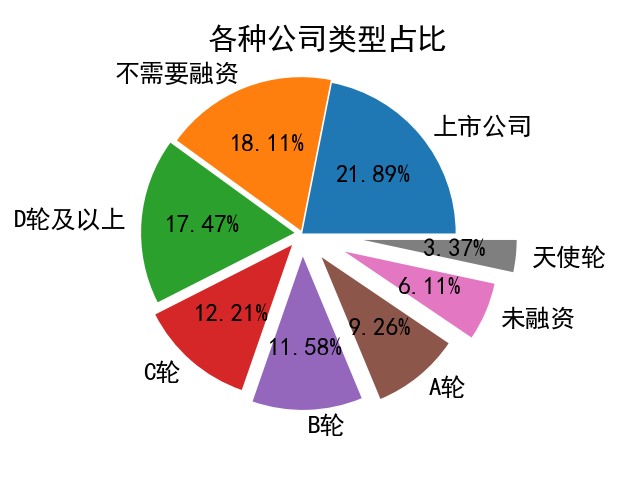 各种公司类型占比
不需要融资
上市公司
18.11%
21.89%
D轮及以上
17.47%
3.37%
天使轮
6.11%
12.21%
9.26%
未融资
11.58%
C轮
A轮
B轮